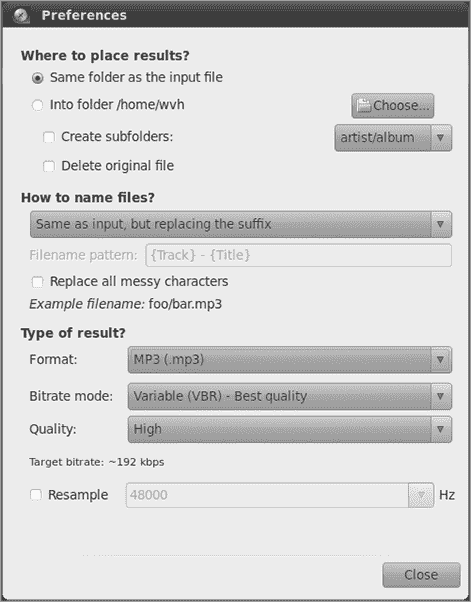 Preferences
Where to place results?
Same folder as the input file
Into folder /home/wvh Choose...
Create subfolders: artist/album
Delete original file
How to name files?
Same as input, but replacing the suffix
Filename pattern: {Track} - {Title}
Replace all messy characters
Example filename: foo/bar.mp3
Type of result?
Format: MP3 (.mp3)
Bitrate mode: Variable (VBR) - Best quality
Quality: High
Target bitrate: ~192 kbps
Resample 48000 Hz
Close